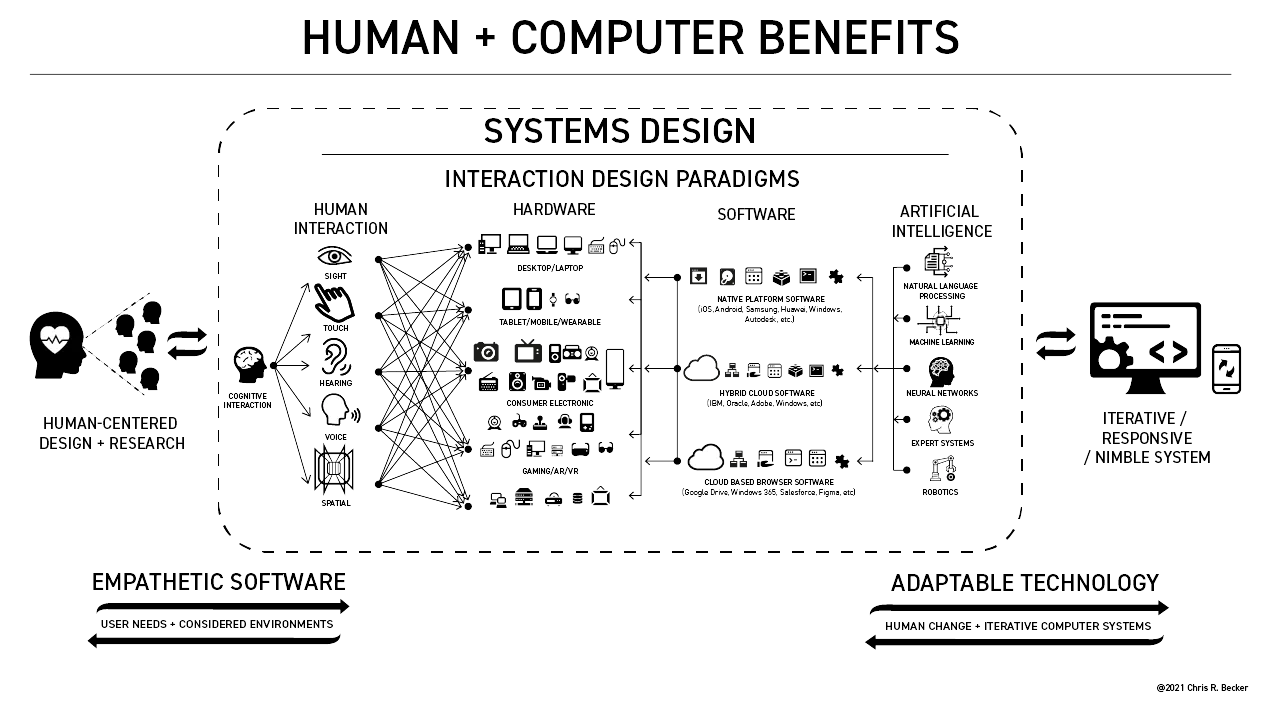 HUMAN + COMPUTER BENEFITS
SYSTEMS DESIGN
INTERACTION DESIGN PARADIGMS
HUMAN
INTERACTION
SIGHT
TOUCH
HEARING
VOICE
SPATIAL
COGNITIVE
INTERACTION
HARDWARE
DESKTOP/LAPTOP
TABLET/MOBILE/WEARABLE
CONSUMER ELECTRONIC
GAMING/AR/VR
SOFTWARE
NATIVE PLATFORM SOFTWARE
(iOS, Android, Samsung, Huawei, Windows,
Autodesk, etc.)
HYBRID CLOUD SOFTWARE
(IBM, Oracle, Adobe, Windows, etc)
CLOUD BASED BROWSER SOFTWARE
(Google Drive, Windows 365, Salesforce, Figma, etc)
ARTIFICIAL
INTELLIGENCE
NATURAL LANGUAGE
PROCESSING
MACHINE LEARNING
NEURAL NETWORKS
EXPERT SYSTEMS
ROBOTICS
HUMAN-CENTERED
DESIGN + RESEARCH
ITERATIVE /
RESPONSIVE
/ NIMBLE SYSTEM
EMPATHETIC SOFTWARE
USER NEEDS + CONSIDERED ENVIRONMENTS
ADAPTABLE TECHNOLOGY
HUMAN CHANGE + ITERATIVE COMPUTER SYSTEMS
@2021 Chris R. Becker